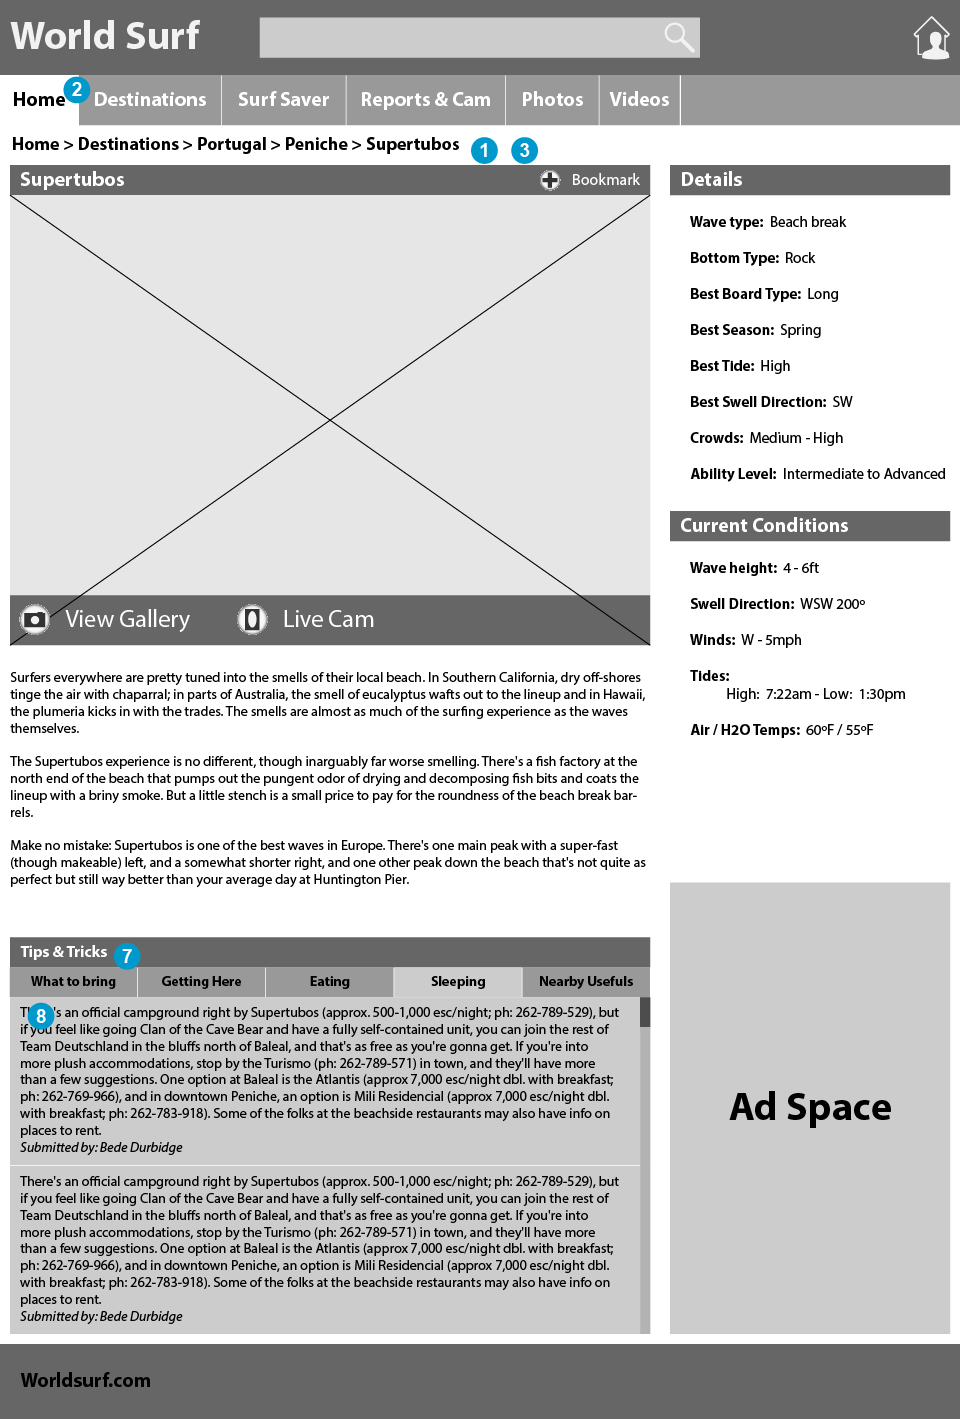 World Surf
Home 2 Destinations Surf Saver Reports & Cam Photos Videos
Home > Destinations > Portugal > Peniche > Supertubos 1 3
Supertubos Bookmark
Details
Wave type: Beach break
Bottom Type: Rock
Best Board Type: Long
Best Season: Spring
Best Tide: High
Best Swell Direction: SW
Crowds: Medium - High
Ability Level: Intermediate to Advanced
Current Conditions
Wave height: 4 - 6ft
Swell Direction: WSW 200º
Winds: W - 5mph
Tides:
High: 7:22am - Low: 1:30pm
Air / H2O Temps: 60ºF / 55ºF
View Gallery Live Cam
Surfers everywhere are pretty tuned into the smells of their local beach. In Southern California, dry off-shores
tinge the air with chaparral; in parts of Australia, the smell of eucalyptus wafts out to the lineup and in Hawaii,
the plumeria kicks in with the trades. The smells are almost as much of the surfing experience as the waves
themselves.
The Supertubos experience is no different, though inarguably far worse smelling. There's a fish factory at the
north end of the beach that pumps out the pungent odor of drying and decomposing fish bits and coats the
lineup with a briny smoke. But a little stench is a small price to pay for the roundness of the beach break bar-
rels.
Make no mistake: Supertubos is one of the best waves in Europe. There's one main peak with a super-fast
(though makeable) left, and a somewhat shorter right, and one other peak down the beach that's not quite as
perfect but still way better than your average day at Huntington Pier.
Tips & Tricks 7
What to bring Getting Here Eating Sleeping Nearby Usefuls
8
There's an official campground right by Supertubos (approx. 500-1,000 esc/night; ph: 262-789-529), but
if you feel like going Clan of the Cave Bear and have a fully self-contained unit, you can join the rest of
Team Deutschland in the bluffs north of Baleal, and that's as free as you're gonna get. If you're into
more plush accommodations, stop by the Turismo (ph: 262-789-571) in town, and they'll have more
than a few suggestions. One option at Baleal is the Atlantis (approx 7,000 esc/night dbl. with breakfast;
ph: 262-769-966), and in downtown Peniche, an option is Mili Residencial (approx 7,000 esc/night dbl.
with breakfast; ph: 262-783-918). Some of the folks at the beachside restaurants may also have info on
places to rent.
Submitted by: Bede Durbidge
There's an official campground right by Supertubos (approx. 500-1,000 esc/night; ph: 262-789-529), but
if you feel like going Clan of the Cave Bear and have a fully self-contained unit, you can join the rest of
Team Deutschland in the bluffs north of Baleal, and that's as free as you're gonna get. If you're into
more plush accommodations, stop by the Turismo (ph: 262-789-571) in town, and they'll have more
than a few suggestions. One option at Baleal is the Atlantis (approx 7,000 esc/night dbl. with breakfast;
ph: 262-769-966), and in downtown Peniche, an option is Mili Residencial (approx 7,000 esc/night dbl.
with breakfast; ph: 262-783-918). Some of the folks at the beachside restaurants may also have info on
places to rent.
Submitted by: Bede Durbidge
Ad Space
Worldsurf.com